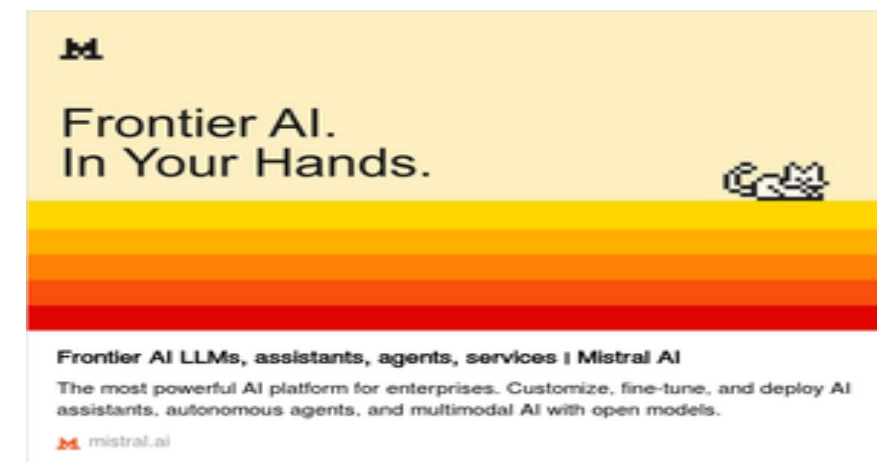 Frontier AI.
In Your Hands.
Frontier AI LLMs, assistants, agents, services | Mistral AI
The most powerful AI platform for enterprises. Customize, fine-tune, and deploy AI
assistants, autonomous agents, and multimodal AI with open models.
mistral.ai